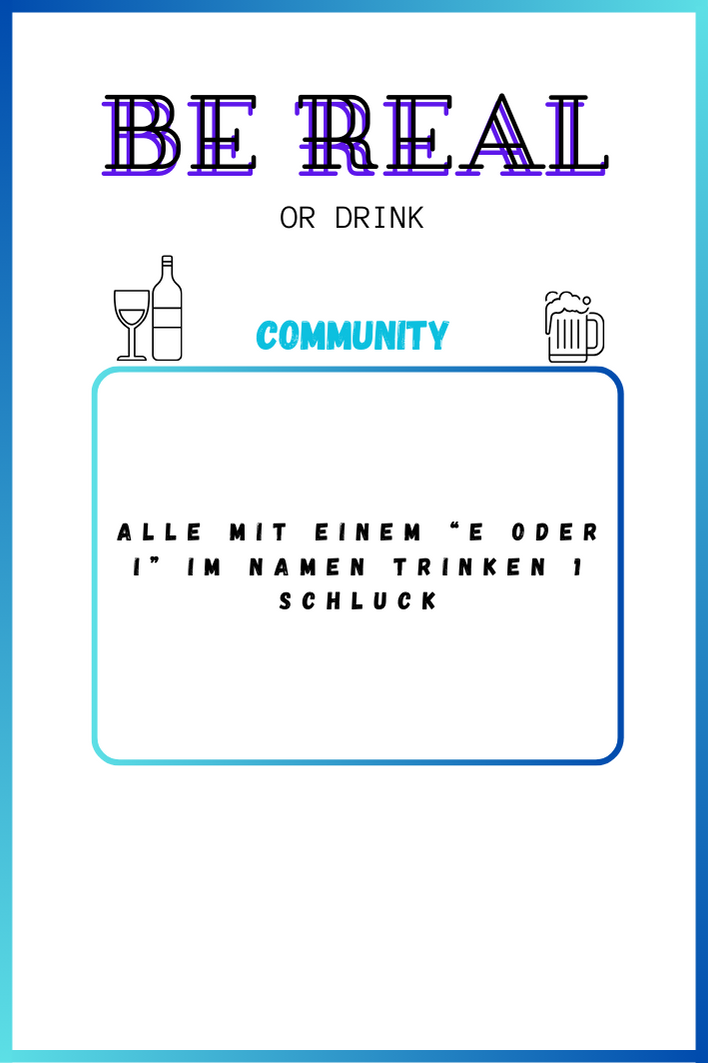 BE REAL
OR DRINK
COMMUNITY
ALLE MIT EINEM “E ODER
I” IM NAMEN TRINKEN 1
SCHLUCK